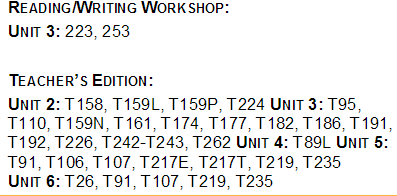 READING/WRITING WORKSHOP:
UNIT 3: 223, 253
TEACHER'S EDITION:
UNIT 2: T158, T159L, T159P, T224 UNIT 3: T95,
T110, T159N, T161, T174, T177, T182, T186, T191,
T192, T226, T242-T243, T262 UNIT 4: T89L UNIT 5:
T91, T106, T107, T217E, T217T, T219, T235
UNIT 6: T26, T91, T107, T219, T235